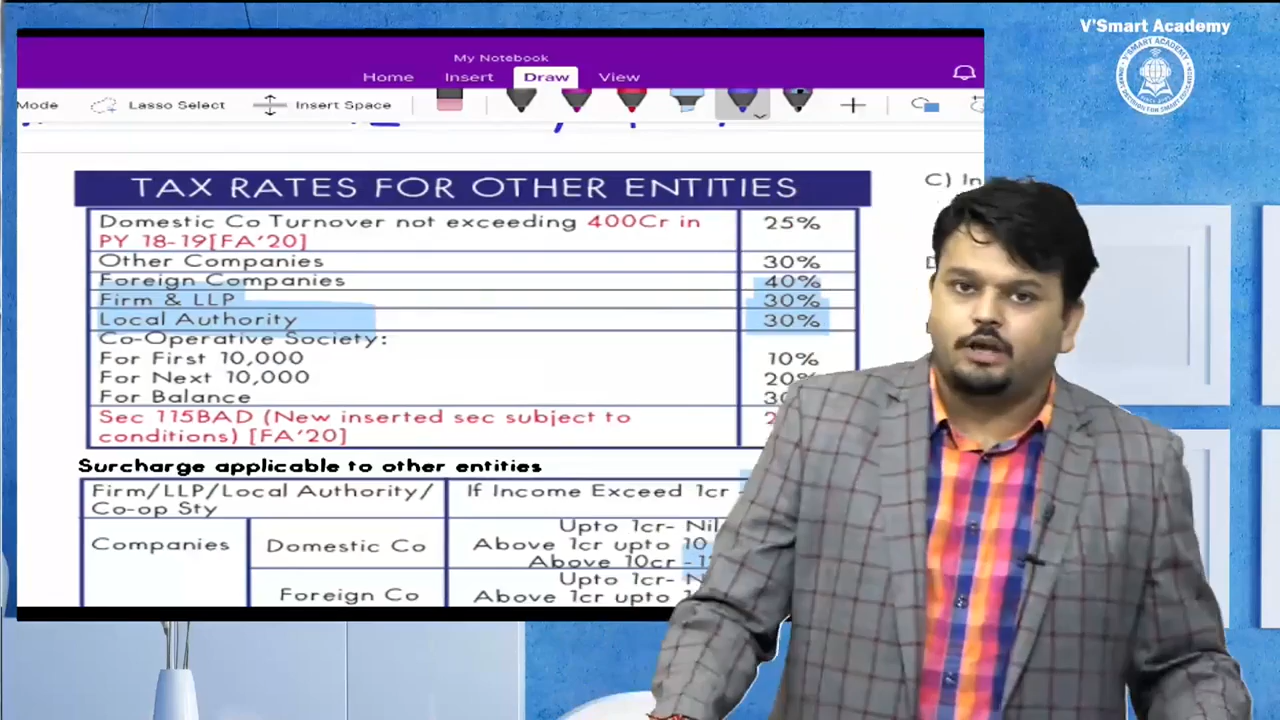 V'Smart Academy
My Notebook
Home Insert Draw View
Mode Lasso Select Insert Space
TAX RATES FOR OTHER ENTITIES
Domestic Co Turnover not exceeding 400Cr in 25%
PY 18-19[FA'20]
Other Companies 30%
Foreign Companies 40%
Firm & LLP 30%
Local Authority 30%
Co-Operative Society:
For First 10,000 10%
For Next 10,000 20%
For Balance
Sec 115BAD (New inserted sec subject to
conditions) [FA'20]
Surcharge applicable to other entities
Firm/LLP/Local Authority/ If Income Exceed 1cr
Co-op Sty
Upto 1cr- Nil
Companies Domestic Co Above 1cr upto 10
Above 10cr -
Upto 1cr-
Foreign Co Above 1cr upto
C)